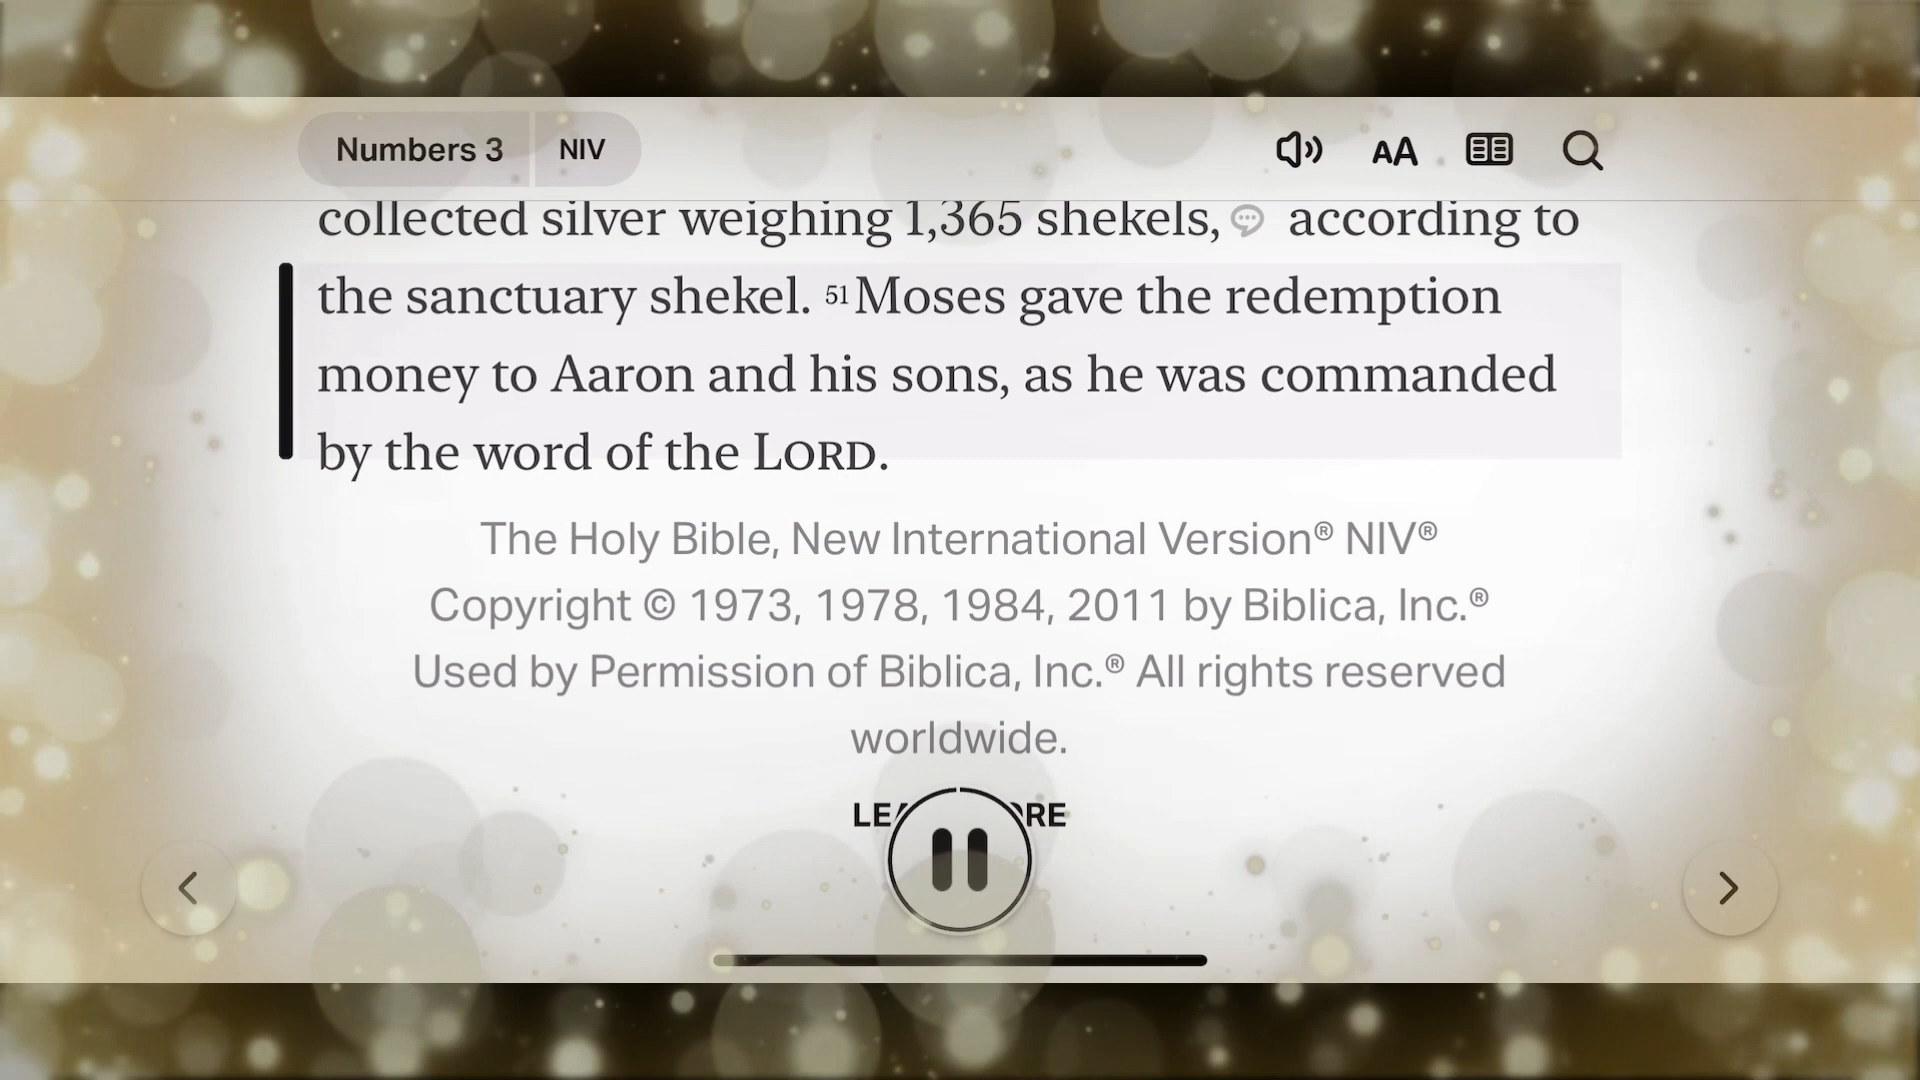 Numbers 3 NIV AA
collected silver weighing 1,365 shekels, according to
the sanctuary shekel. 51 Moses gave the redemption
money to Aaron and his sons, as he was commanded
by the word of the LORD.
The Holy Bible, New International Version® NIV®
Copyright © 1973, 1978, 1984, 2011 by Biblica, Inc.®
Used by Permission of Biblica, Inc.® All rights reserved
worldwide.